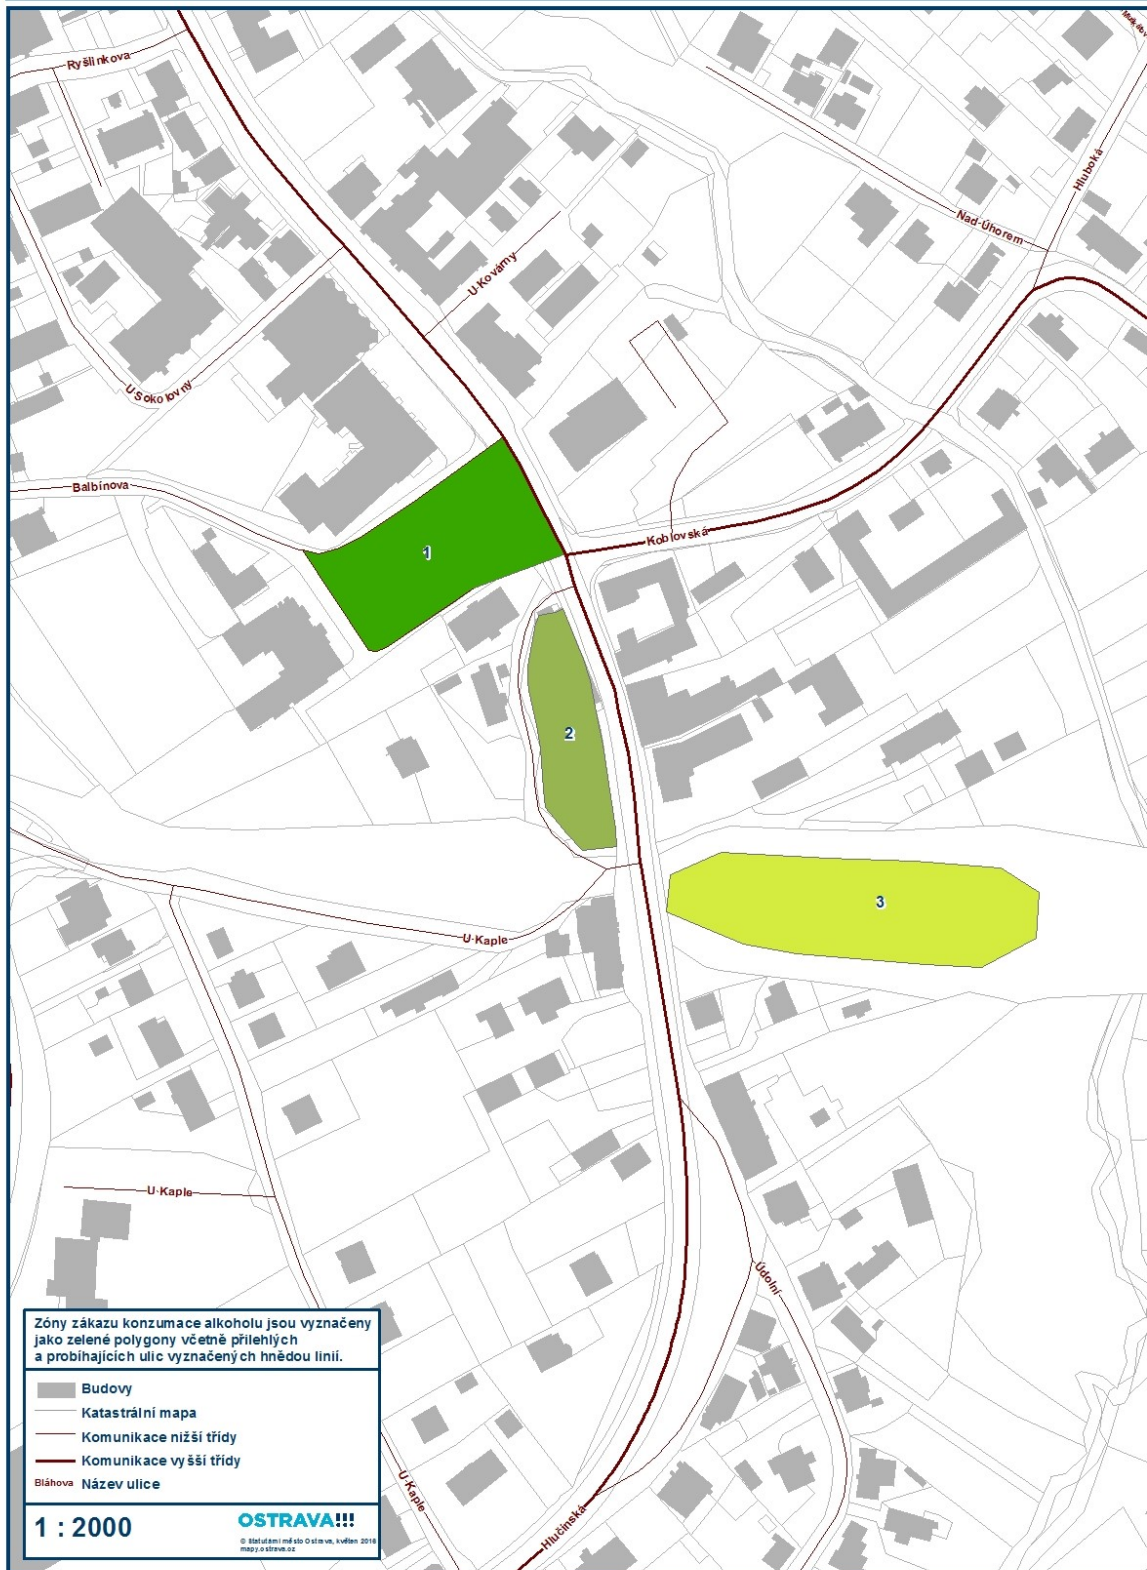 Ryšlinkova
Hluboká
Nad Úhorem
U Kovárny
U Sokolovny
Balbínova
1
Koblovská
2
3
U Kaple
U Kaple
Údolní
U Kaple
Hlučínská
Zóny zákazu konzumace alkoholu jsou vyznačeny
jako zelené polygony včetně přilehlých
a probíhajících ulic vyznačených hnědou linií.
Budovy
Katastrální mapa
Komunikace nižší třídy
Komunikace vyšší třídy
Bláhova Název ulice
1 : 2000
OSTRAVA!!!
© Statutární město Ostrava, květen 2016
mapy.ostrava.cz